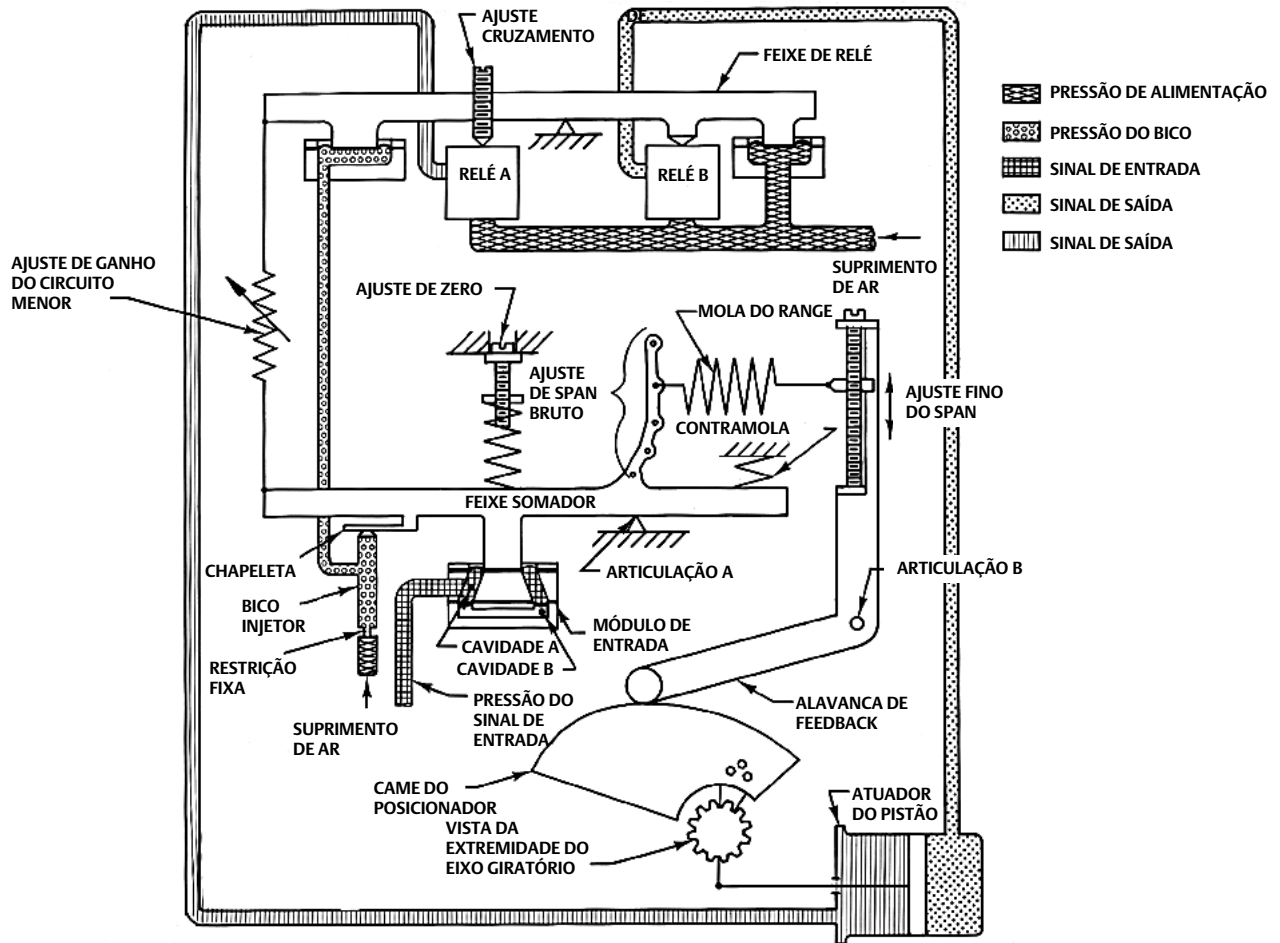 AJUSTE
CRUZAMENTO
FEIXE DE RELÉ
RELÉ A
RELÉ B
PRESSÃO DE ALIMENTAÇÃO
PRESSÃO DO BICO
SINAL DE ENTRADA
SINAL DE SAÍDA
SINAL DE SAÍDA
SUPRIMENTO
DE AR
AJUSTE DE GANHO
DO CIRCUITO
MENOR
AJUSTE DE ZERO
AJUSTE
DE SPAN
BRUTO
MOLA DO RANGE
CONTRAMOLA
AJUSTE FINO
DO SPAN
FEIXE SOMADOR
CHAPELETA
BICO
INJETOR
RESTRIÇÃO
FIXA
SUPRIMENTO
DE AR
CAVIDADE A
CAVIDADE B
PRESSÃO DO
SINAL DE
ENTRADA
ARTICULAÇÃO A
MÓDULO DE
ENTRADA
ARTICULAÇÃO B
ALAVANCA DE
FEEDBACK
CAME DO
POSICIONADOR
VISTA DA
EXTREMIDADE DO
EIXO GIRATÓRIO
ATUADOR
DO PISTÃO